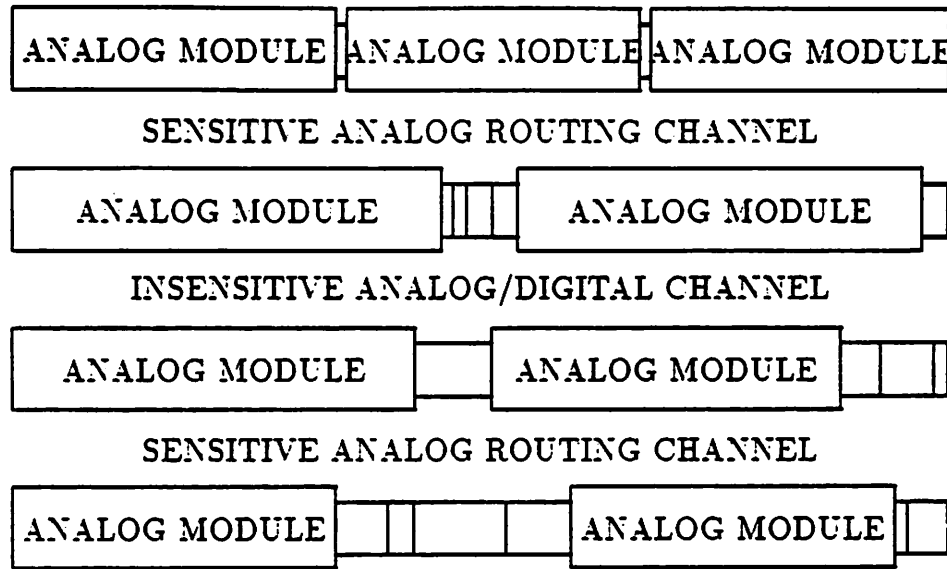 ANALOG MODULE ANALOG MODULE ANALOG MODULE
SENSITIVE ANALOG ROUTING CHANNEL
ANALOG MODULE ANALOG MODULE
INSENSITIVE ANALOG/DIGITAL CHANNEL
ANALOG MODULE ANALOG MODULE
SENSITIVE ANALOG ROUTING CHANNEL
ANALOG MODULE ANALOG MODULE